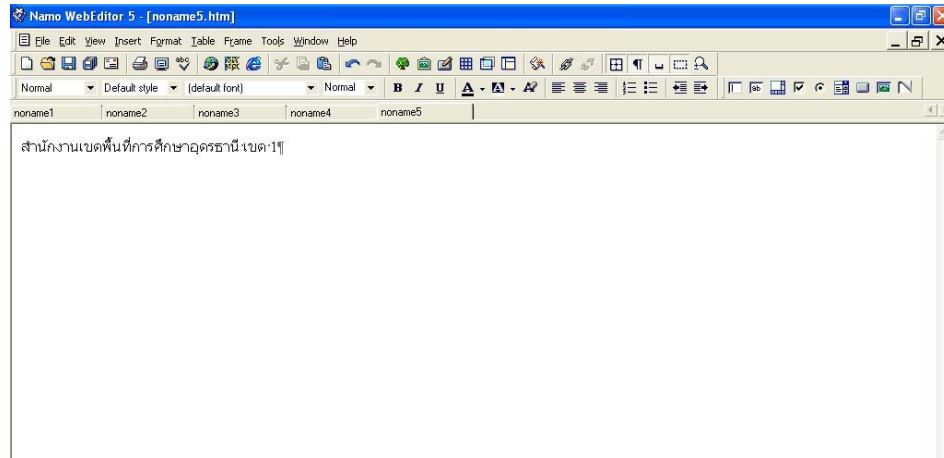 Namo WebEditor 5 - [noname5.htm]
File Edit View Insert Format Table Frame Tools Window Help
Normal Default style (default font) Normal B I U A A A
noname1 noname2 noname3 noname4 noname5
สำนักงานเขตพื้นที่การศึกษาอุดรธานี·เขต·1¶